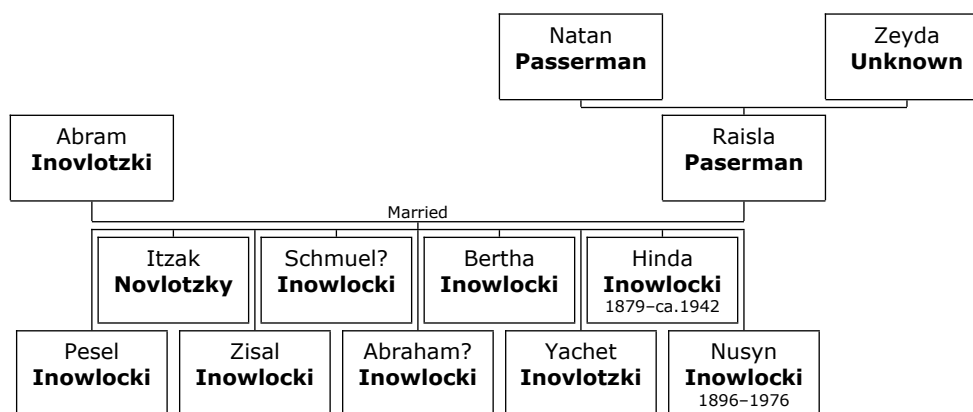 Natan
Passerman
Zeyda
Unknown
Abram
Inovlotzki
Raisla
Paserman
Married
Itzak
Novlotzky
Schmuel?
Inowlocki
Bertha
Inowlocki
Hinda
Inowlocki
1879–ca.1942
Pesel
Inowlocki
Zisal
Inowlocki
Abraham?
Inowlocki
Yachet
Inovlotzki
Nusyn
Inowlocki
1896–1976